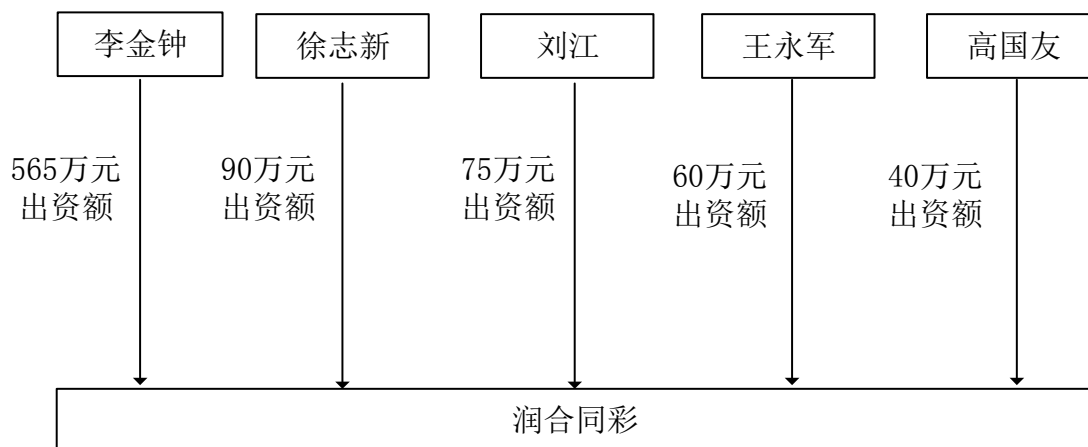 李金钟
徐志新
刘江
王永军
高国友
565万元
出资额
90万元
出资额
75万元
出资额
60万元
出资额
40万元
出资额
润合同彩